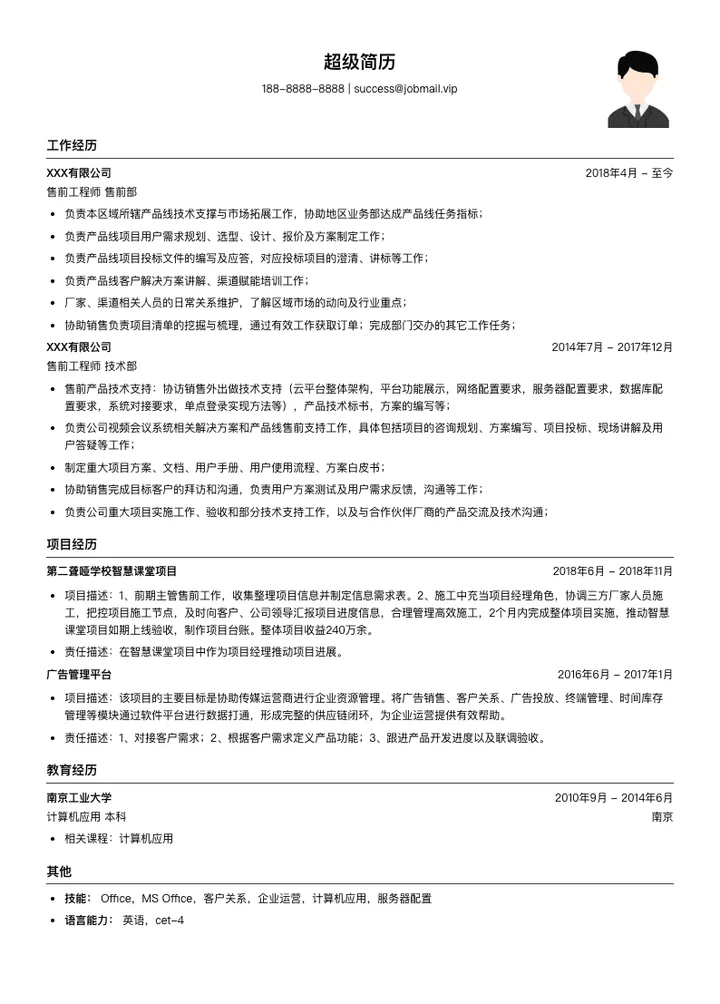 超级简历
188-8888-8888 | success@jobmail.vip
工作经历
XXX有限公司 2018年4月 – 至今
售前工程师 售前部
• 负责本区域所辖产品线技术支撑与市场拓展工作，协助地区业务部达成产品线任务指标；
• 负责产品线项目用户需求规划、选型、设计、报价及方案制定工作；
• 负责产品线项目投标文件的编写及应答，对应投标项目的澄清、讲标等工作；
• 负责产品线客户解决方案讲解、渠道赋能培训工作；
• 厂家、渠道相关人员的日常关系维护，了解区域市场的动向及行业重点；
• 协助销售负责项目清单的挖掘与梳理，通过有效工作获取订单；完成部门交办的其它工作任务；
XXX有限公司 2014年7月 – 2017年12月
售前工程师 技术部
• 售前产品技术支持：协访销售外出做技术支持（云平台整体架构，平台功能展示，网络配置要求，服务器配置要求，数据库配
置要求，系统对接要求，单点登录实现方法等），产品技术标书，方案的编写等；
• 负责公司视频会议系统相关解决方案和产品线售前支持工作，具体包括项目的咨询规划、方案编写、项目投标、现场讲解及用
户答疑等工作；
• 制定重大项目方案、文档、用户手册、用户使用流程、方案白皮书；
• 协助销售完成目标客户的拜访和沟通，负责用户方案测试及用户需求反馈，沟通等工作；
• 负责公司重大项目实施工作、验收和部分技术支持工作，以及与合作伙伴厂商的产品交流及技术沟通；
项目经历
第二聋哑学校智慧课堂项目 2018年6月 – 2018年11月
• 项目描述：1、前期主管售前工作，收集整理项目信息并制定信息需求表。2、施工中充当项目经理角色，协调三方厂家人员施
工，把控项目施工节点，及时向客户、公司领导汇报项目进度信息，合理管理高效施工，2个月内完成整体项目实施，推动智慧
课堂项目如期上线验收，制作项目台账。整体项目收益240万余。
• 责任描述：在智慧课堂项目中作为项目经理推动项目进展。
广告管理平台 2016年6月 – 2017年1月
• 项目描述：该项目的主要目标是协助传媒运营商进行企业资源管理。将广告销售、客户关系、广告投放、终端管理、时间库存
管理等模块通过软件平台进行数据打通，形成完整的供应链闭环，为企业运营提供有效帮助。
• 责任描述：1、对接客户需求；2、根据客户需求定义产品功能；3、跟进产品开发进度以及联调验收。
教育经历
南京工业大学 2010年9月 – 2014年6月
计算机应用 本科 南京
• 相关课程：计算机应用
其他
• 技能： Office，MS Office，客户关系，企业运营，计算机应用，服务器配置
• 语言能力： 英语，cet-4